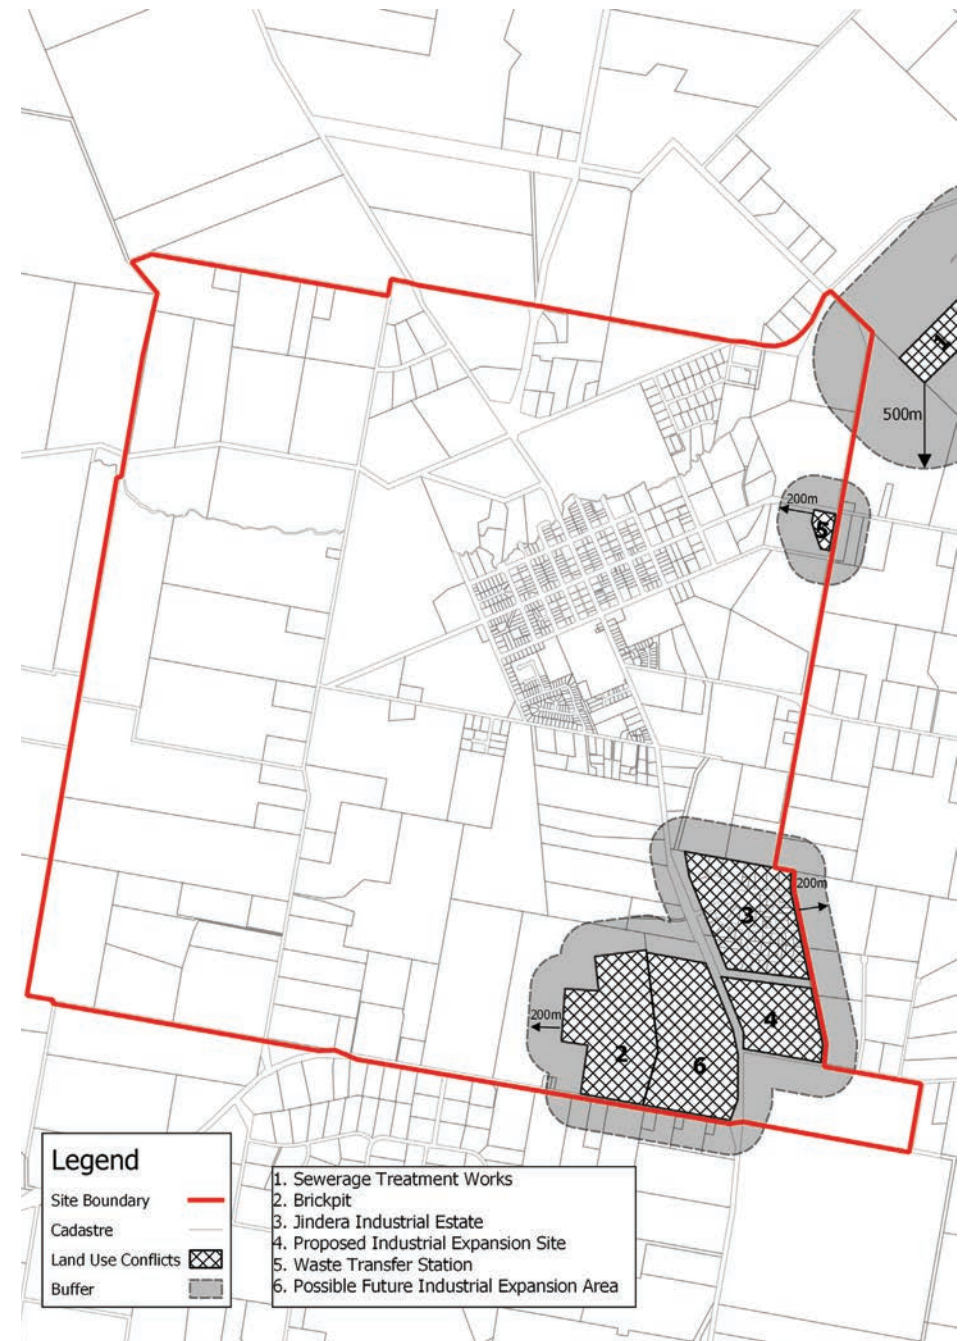 1
500m
200m
5
3
200m
4
200m
2
6
Legend
Site Boundary
Cadastre
Land Use Conflicts
Buffer
1. Sewerage Treatment Works
2. Brickpit
3. Jindera Industrial Estate
4. Proposed Industrial Expansion Site
5. Waste Transfer Station
6. Possible Future Industrial Expansion Area